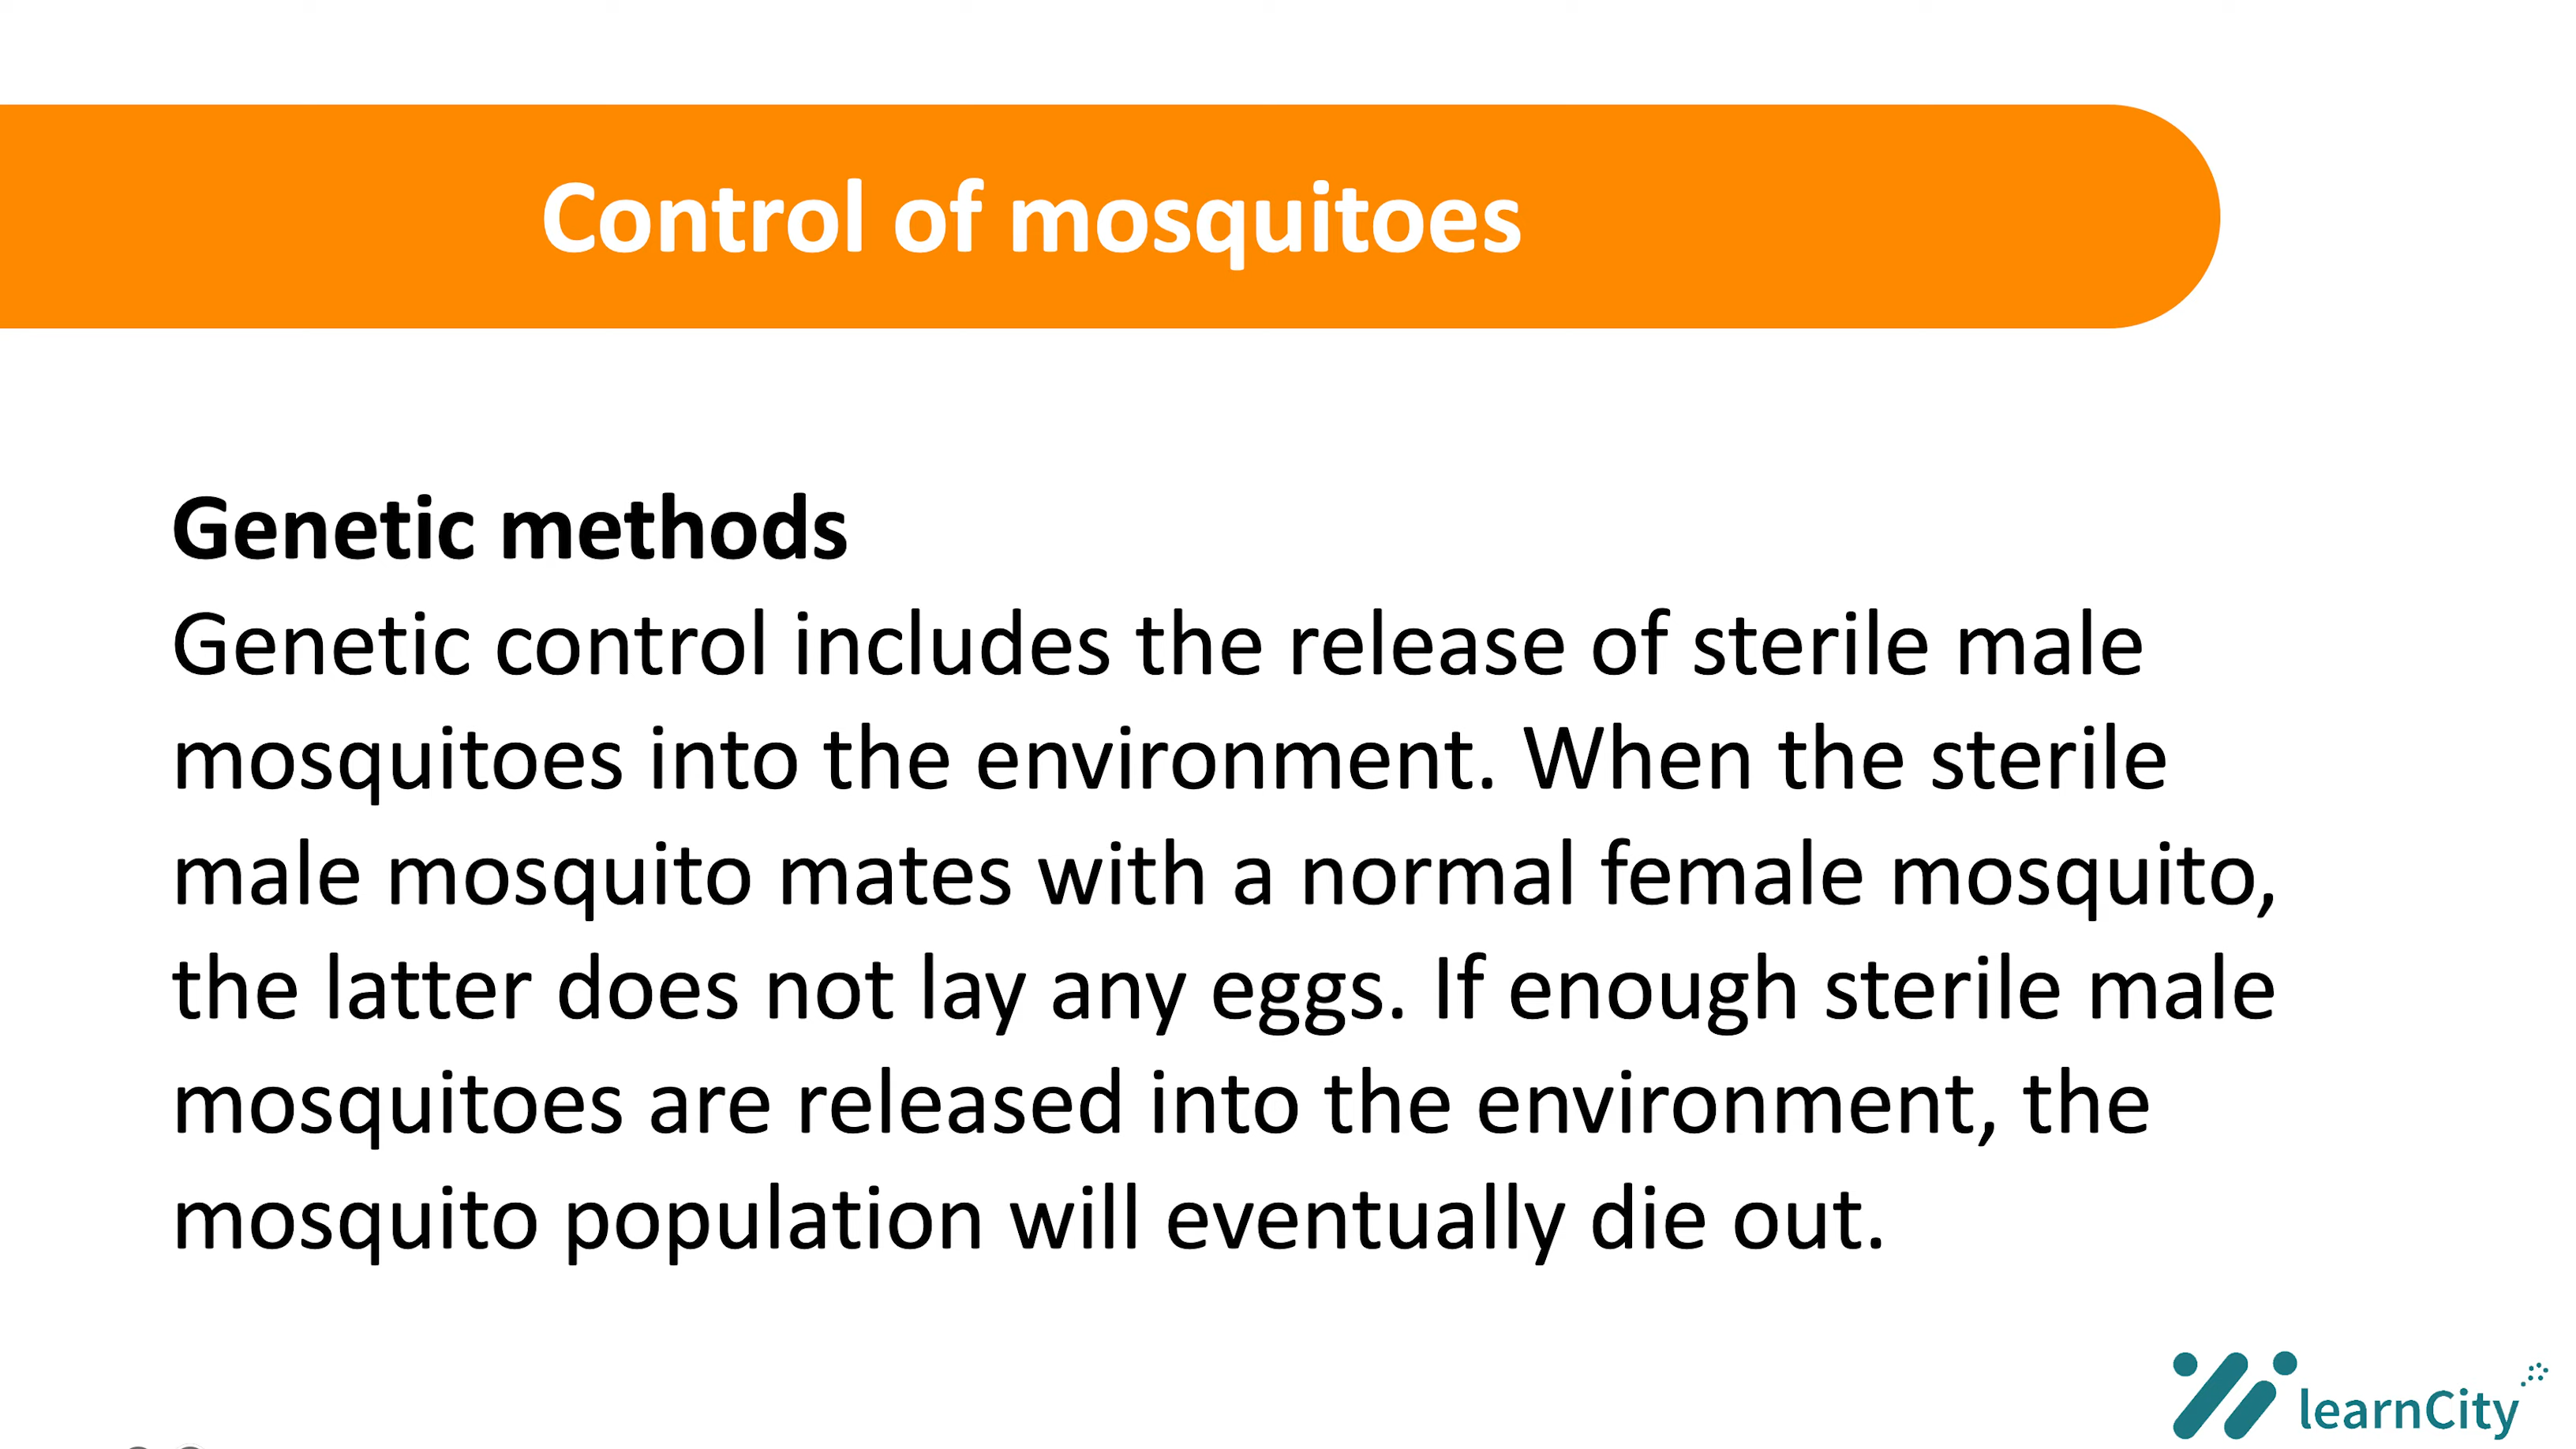 Control of mosquitoes
Genetic methods
Genetic control includes the release of sterile male
mosquitoes into the environment. When the sterile
male mosquito mates with a normal female mosquito,
the latter does not lay any eggs. If enough sterile male
mosquitoes are released into the environment, the
mosquito population will eventually die out.
learnCity